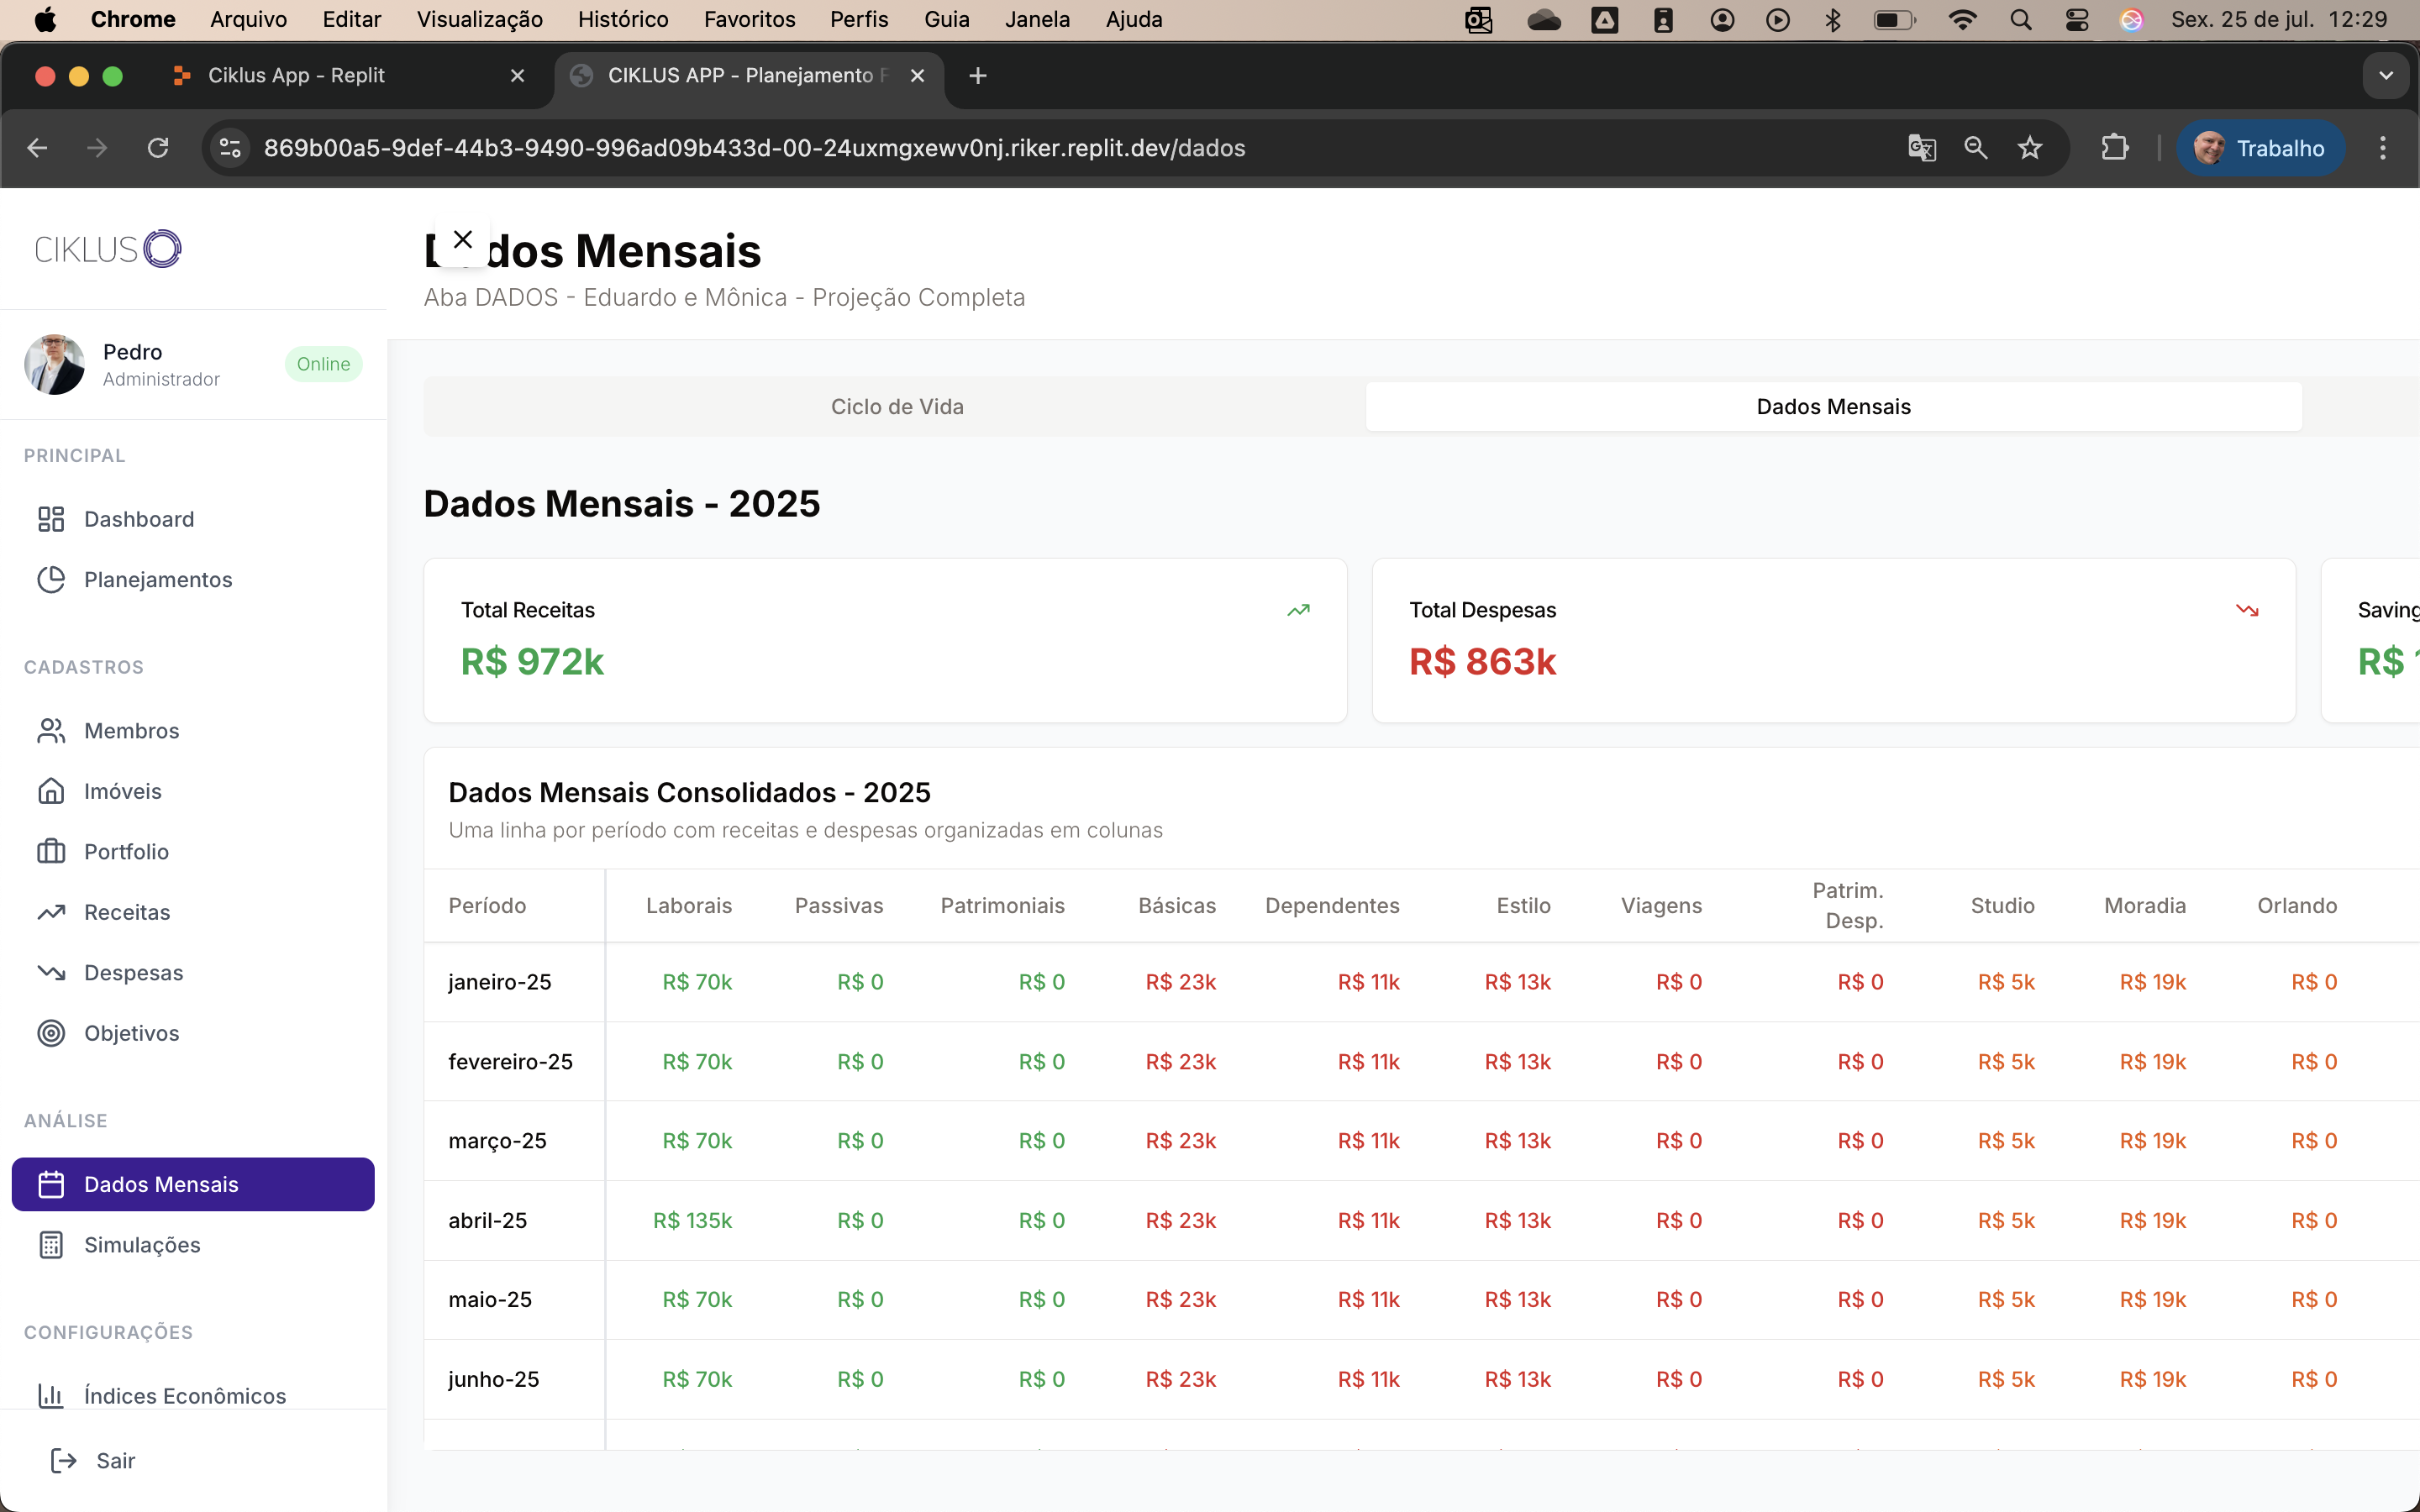 Chrome Arquivo Editar Visualização Histórico Favoritos Perfis Guia Janela Ajuda Sex. 25 de jul. 12:29
Ciklus App - Replit CIKLUS APP - Planejamento
869b00a5-9def-44b3-9490-996ad09b433d-00-24uxmgxewv0nj.riker.replit.dev/dados Trabalho
CIKLUS
Pedro
Administrador
Online
PRINCIPAL
Dashboard
Planejamentos
CADASTROS
Membros
Imóveis
Portfolio
Receitas
Despesas
Objetivos
ANÁLISE
Dados Mensais
Simulações
CONFIGURAÇÕES
Índices Econômicos
Sair
Dados Mensais
Aba DADOS - Eduardo e Mônica - Projeção Completa
Ciclo de Vida Dados Mensais
Dados Mensais - 2025
Total Receitas
R$ 972k
Total Despesas
R$ 863k
R$
Dados Mensais Consolidados - 2025
Uma linha por período com receitas e despesas organizadas em colunas
Período Laborais Passivas Patrimoniais Básicas Dependentes Estilo Viagens Patrim. Desp. Studio Moradia Orlando
janeiro-25 R$ 70k R$ 0 R$ 0 R$ 23k R$ 11k R$ 13k R$ 0 R$ 0 R$ 5k R$ 19k R$ 0
fevereiro-25 R$ 70k R$ 0 R$ 0 R$ 23k R$ 11k R$ 13k R$ 0 R$ 0 R$ 5k R$ 19k R$ 0
março-25 R$ 70k R$ 0 R$ 0 R$ 23k R$ 11k R$ 13k R$ 0 R$ 0 R$ 5k R$ 19k R$ 0
abril-25 R$ 135k R$ 0 R$ 0 R$ 23k R$ 11k R$ 13k R$ 0 R$ 0 R$ 5k R$ 19k R$ 0
maio-25 R$ 70k R$ 0 R$ 0 R$ 23k R$ 11k R$ 13k R$ 0 R$ 0 R$ 5k R$ 19k R$ 0
junho-25 R$ 70k R$ 0 R$ 0 R$ 23k R$ 11k R$ 13k R$ 0 R$ 0 R$ 5k R$ 19k R$ 0